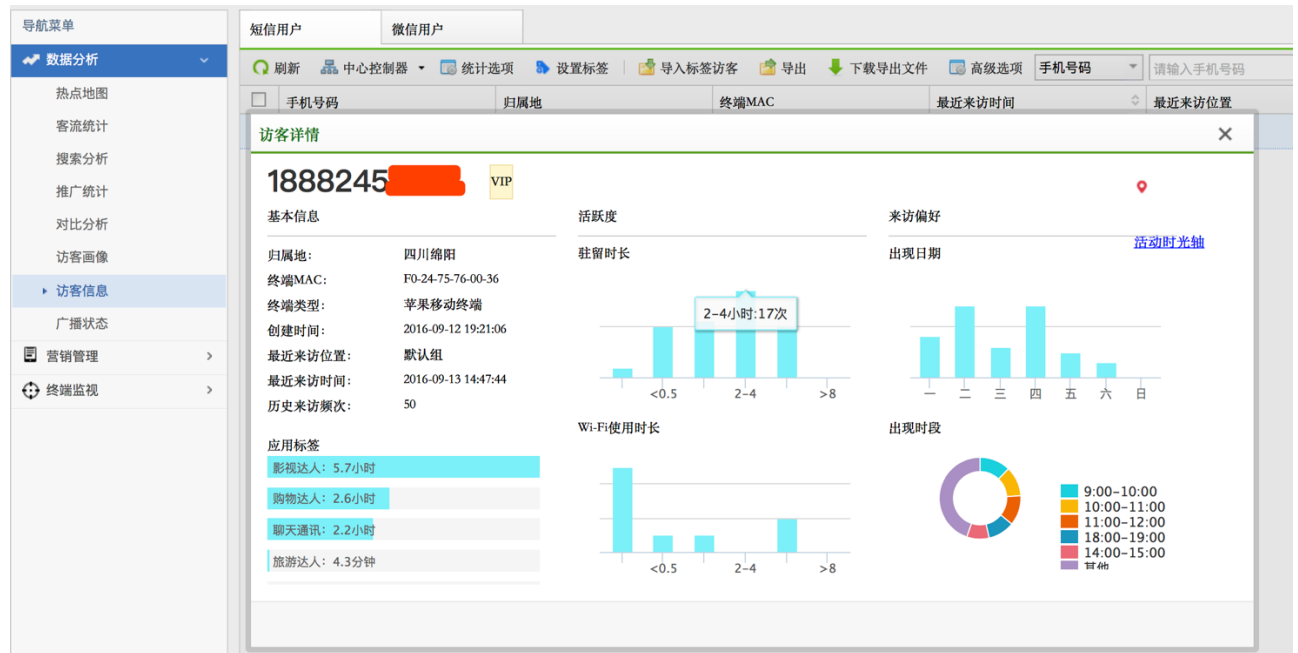 导航菜单
数据分析
热点地图
客流统计
搜索分析
推广统计
对比分析
访客画像
访客信息
广播状态
营销管理
终端监视
短信用户 微信用户
刷新 中心控制器 统计选项 设置标签 导入标签访客 导出 下载导出文件 高级选项 手机号码 请输入手机号码
手机号码 归属地 终端MAC 最近来访时间 最近来访位置
访客详情
1888245 VIP
基本信息 活跃度 来访偏好
活动时光轴
归属地: 四川绵阳
终端MAC: F0-24-75-76-00-36
终端类型: 苹果移动终端
创建时间: 2016-09-12 19:21:06
最近来访位置: 默认组
最近来访时间: 2016-09-13 14:47:44
历史来访频次: 50
应用标签
影视达人: 5.7小时
购物达人: 2.6小时
聊天通讯: 2.2小时
旅游达人: 4.3分钟
驻留时长
2-4小时:17次
<0.5 2-4 >8
Wi-Fi使用时长
<0.5 2-4 >8
出现日期
一 二 三 四 五 六 日
出现时段
9:00-10:00
10:00-11:00
11:00-12:00
18:00-19:00
14:00-15:00
其他